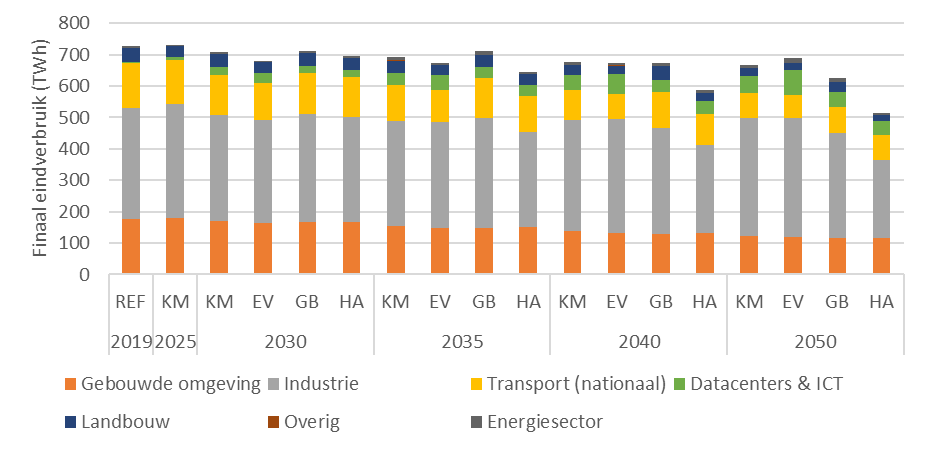 Finaal eindverbruik (TWh)
800
700
600
500
400
300
200
100
0
REF KM KM EV GB HA KM EV GB HA KM EV GB HA KM EV GB HA
2019 2025 2030 2035 2040 2050
Gebouwde omgeving Industrie Transport (nationaal) Datacenters & ICT
Landbouw Overig Energiesector